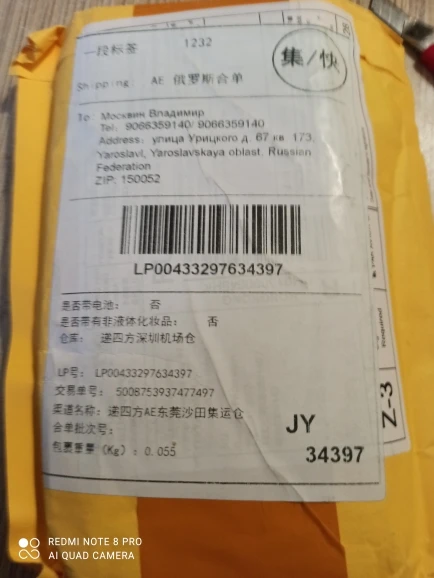 一段标签 1232
集/快
Shipping: AE 俄罗斯合单
To: Москвин Владимир
Tel: 9066359140/ 9066359140
Address: улица Урицкого д. 67 кв 173,
Yaroslavl, Yaroslavskaya oblast, Russian
Federation
ZIP: 150052
LP00433297634397
是否带电池: 否
是否带有非液体化妆品: 否
仓库: 递四方深圳机场仓
LP号: LP00433297634397
交易单号: 5008753937477497
渠道名称: 递四方AE东莞沙田集运仓
合单批次号:
包裹重量 (Kg): 0.055
JY
34397
Z-3
REDMI NOTE 8 PRO
AI QUAD CAMERA